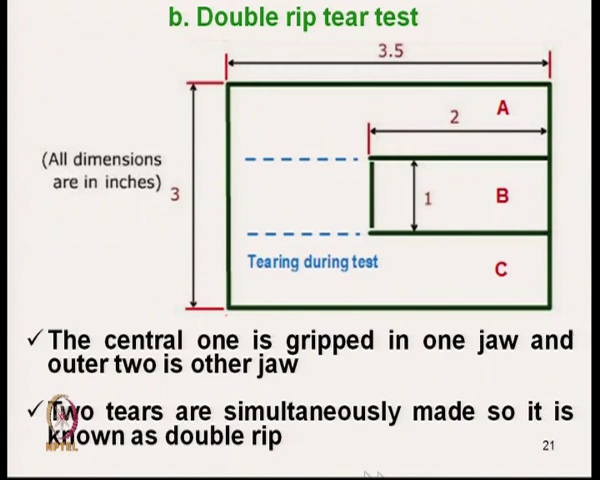 b. Double rip tear test
3.5
2
A
(All dimensions
are in inches)
3
1
B
Tearing during test
C
✓ The central one is gripped in one jaw and
outer two is other jaw
✓ Two tears are simultaneously made so it is
known as double rip
NPTEL
21